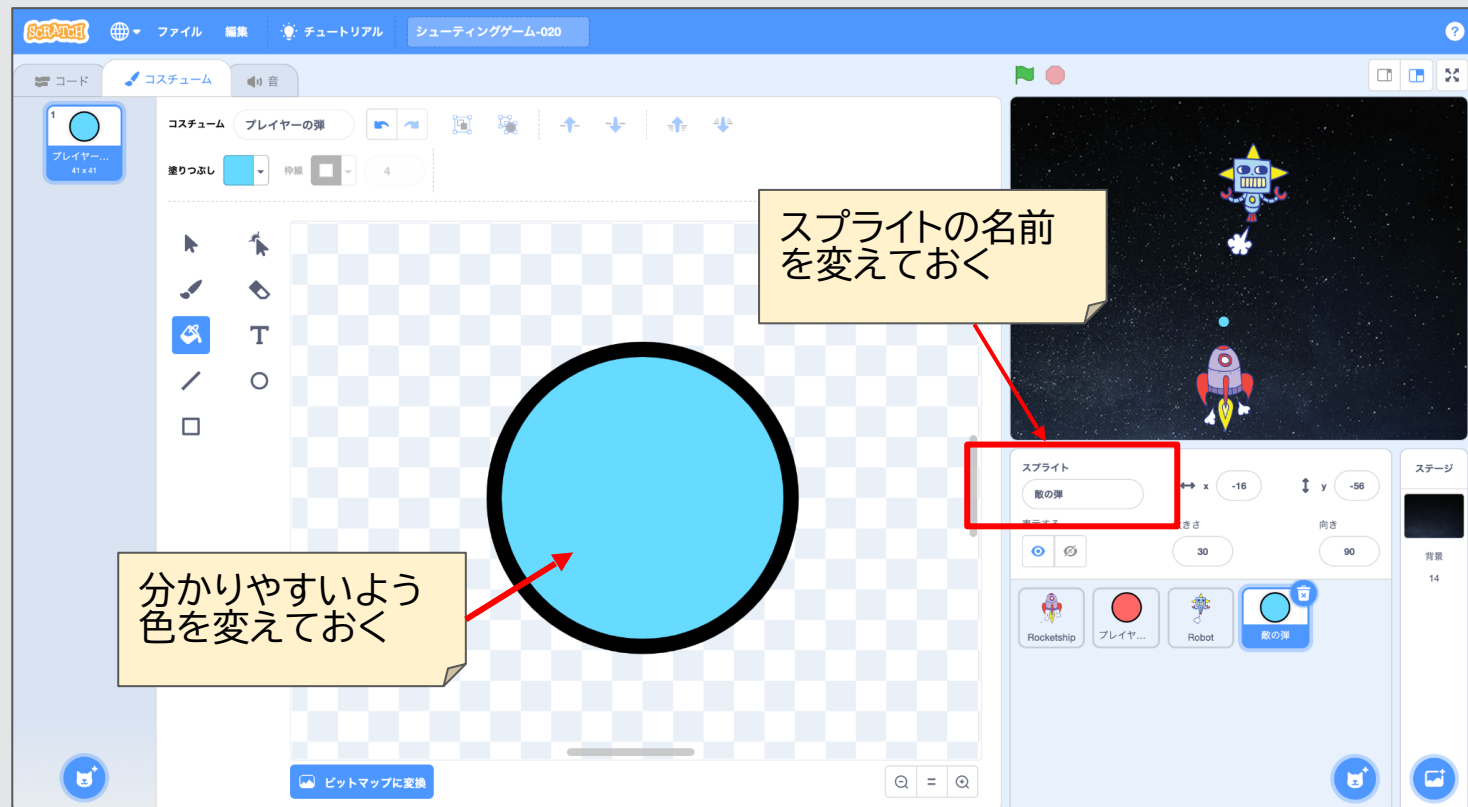 SCRATCH ファイル 編集 チュートリアル シューティングゲーム-020 ?
コード コスチューム 音
1
プレイヤー...
41 x 41
コスチューム プレイヤーの弾
塗りつぶし 枠線 4
T
スプライトの名前
を変えておく
分かりやすいよう
色を変えておく
ビットマップに変換
=
スプライト
敵の弾 x -16 y -56
きさ 向き
30 90
Rocketship プレイヤ... Robot 敵の弾
ステージ
背景
14